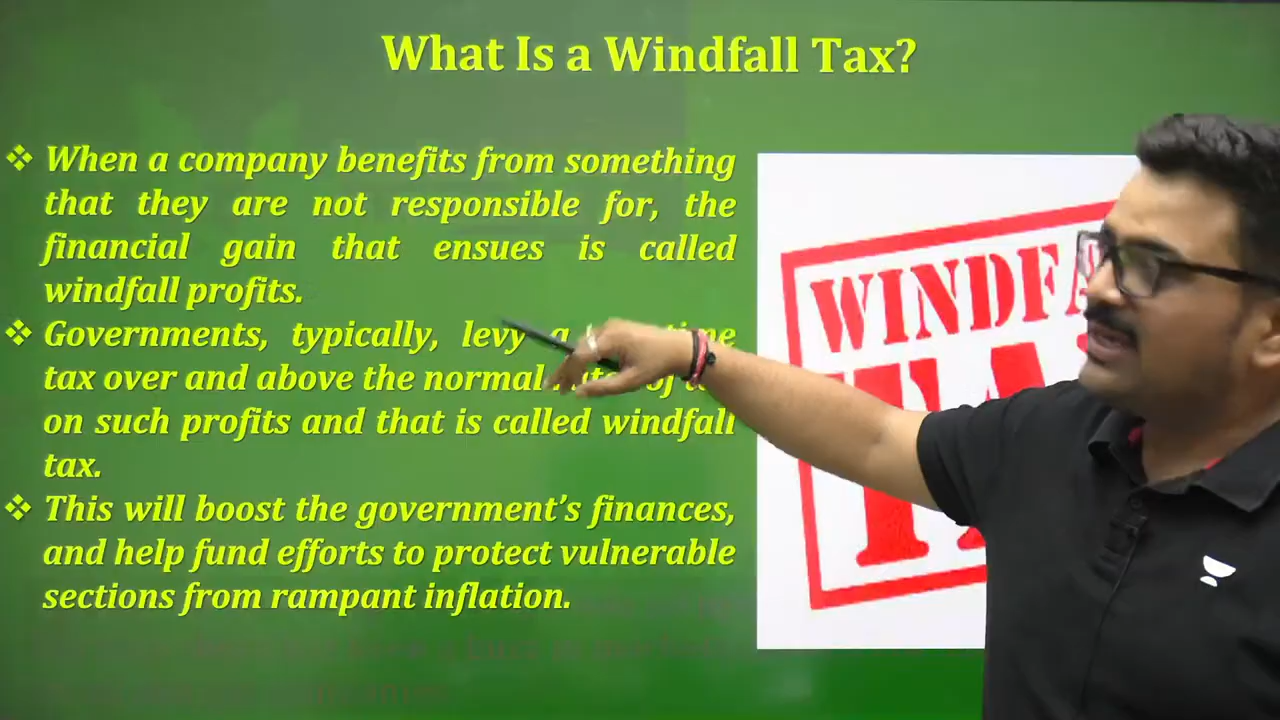 What Is a Windfall Tax?
❖ When a company benefits from something
that they are not responsible for, the
financial gain that ensues is called
windfall profits.
❖ Governments, typically, levy a
tax over and above the normal
on such profits and that is called windfall
tax.
❖ This will boost the government's finances,
and help fund efforts to protect vulnerable
sections from rampant inflation.
WINDFA
TA